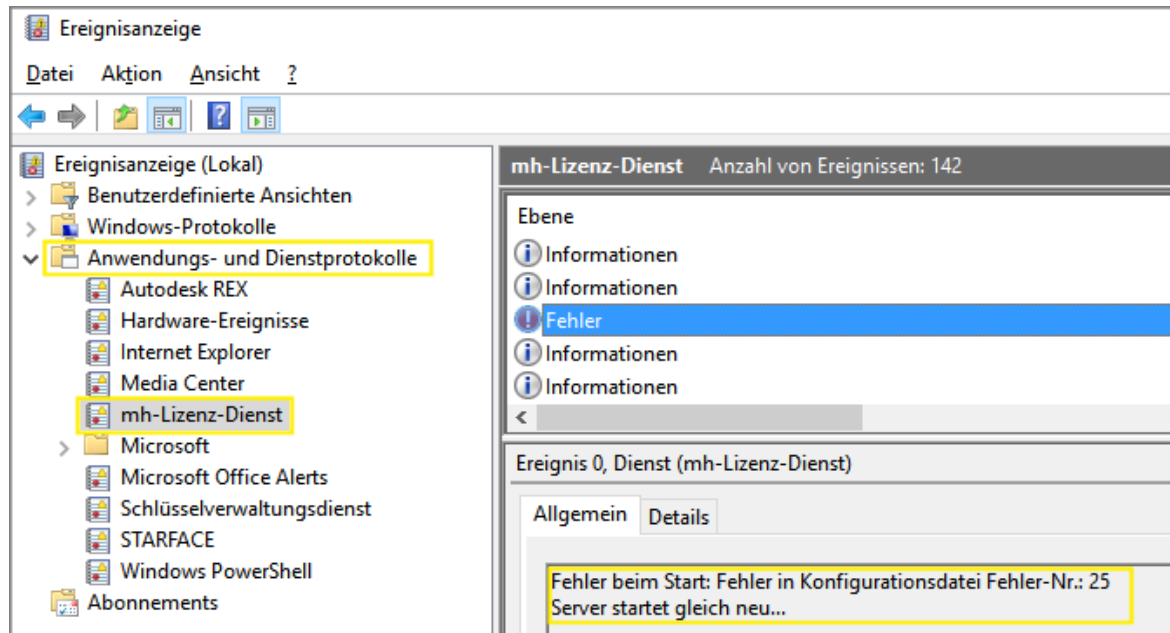 Ereignisanzeige
Datei Aktion Ansicht ?
Ereignisanzeige (Lokal)
Benutzerdefinierte Ansichten
Windows-Protokolle
Anwendungs- und Dienstprotokolle
Autodesk REX
Hardware-Ereignisse
Internet Explorer
Media Center
mh-Lizenz-Dienst
Microsoft
Microsoft Office Alerts
Schlüsselverwaltungsdienst
STARFACE
Windows PowerShell
Abonnements
mh-Lizenz-Dienst Anzahl von Ereignissen: 142
Ebene
Informationen
Informationen
Fehler
Informationen
Informationen
Ereignis 0, Dienst (mh-Lizenz-Dienst)
Allgemein Details
Fehler beim Start: Fehler in Konfigurationsdatei Fehler-Nr.: 25
Server startet gleich neu...